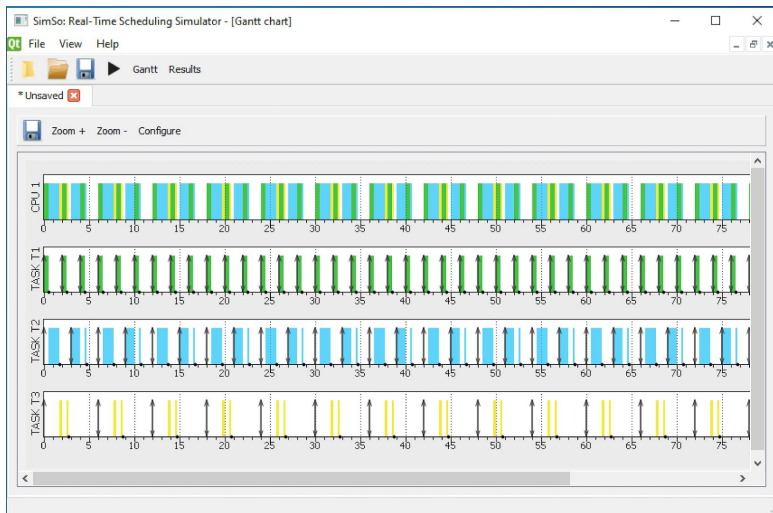 SimSo: Real-Time Scheduling Simulator - [Gantt chart]
Qt File View Help
Gantt Results
* Unsaved
Zoom + Zoom - Configure
CPU 1
0 5 10 15 20 25 30 35 40 45 50 55 60 65 70 75
TASK T1
0 5 10 15 20 25 30 35 40 45 50 55 60 65 70 75
TASK T2
0 5 10 15 20 25 30 35 40 45 50 55 60 65 70 75
TASK T3
0 5 10 15 20 25 30 35 40 45 50 55 60 65 70 75